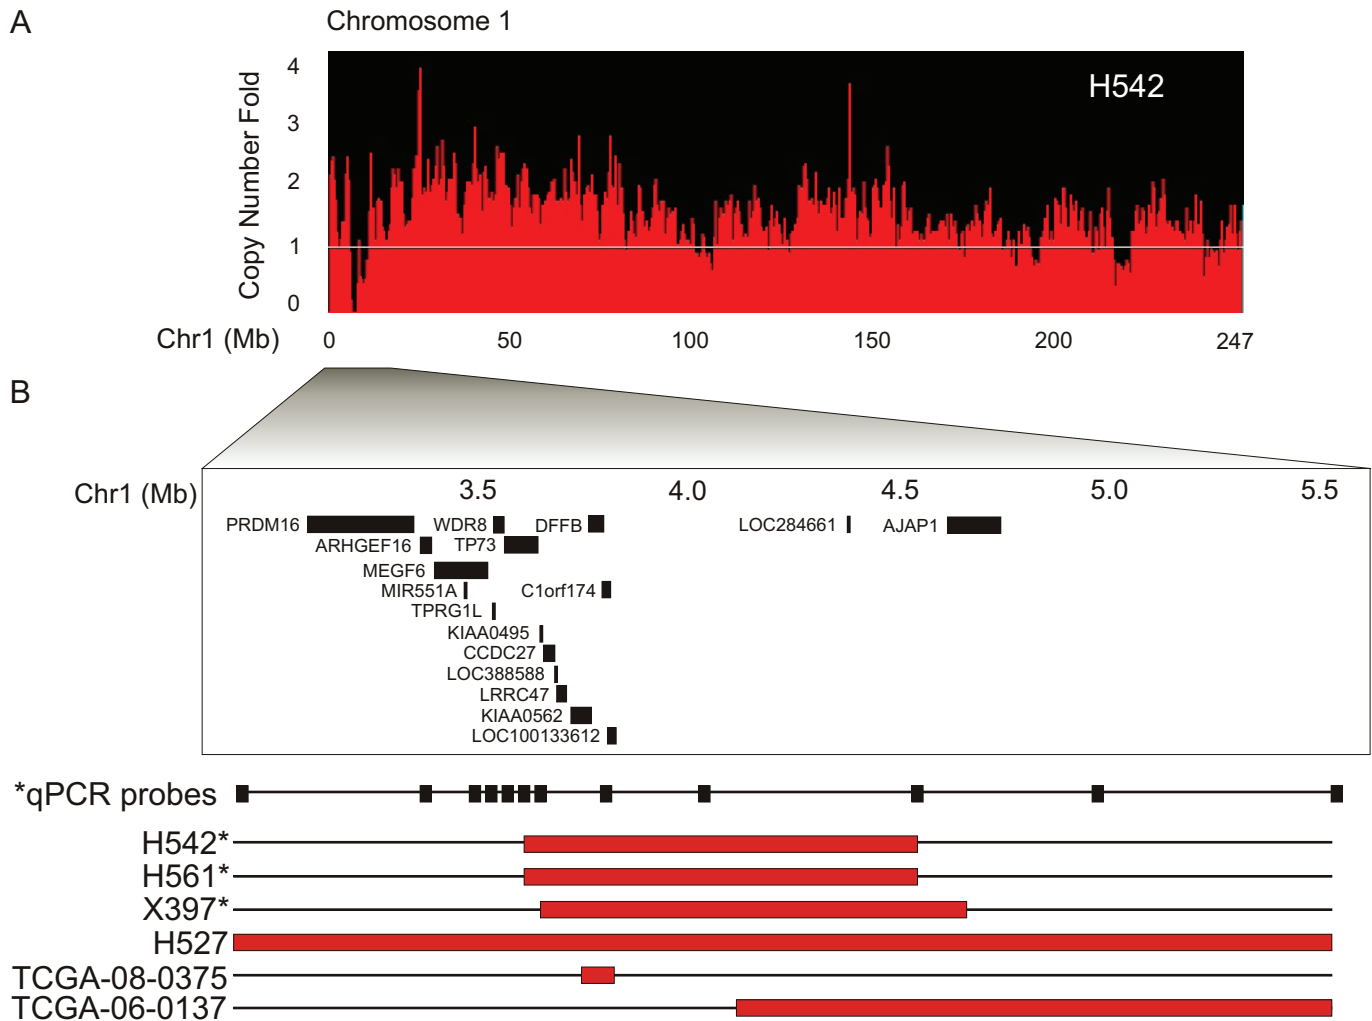 A
Chromosome 1
H542
Copy Number Fold
4
3
2
1
0
Chr1 (Mb)
0 50 100 150 200 247
B
Chr1 (Mb)
3.5 4.0 4.5 5.0 5.5
PRDM16 WDR8 DFFB LOC284661 AJAP1
ARHGEF16 TP73
MEGF6
MIR551A C1orf174
TPRG1L
KIAA0495
CCDC27
LOC388588
LRRC47
KIAA0562
LOC100133612
*qPCR probes
H542*
H561*
X397*
H527
TCGA-08-0375
TCGA-06-0137